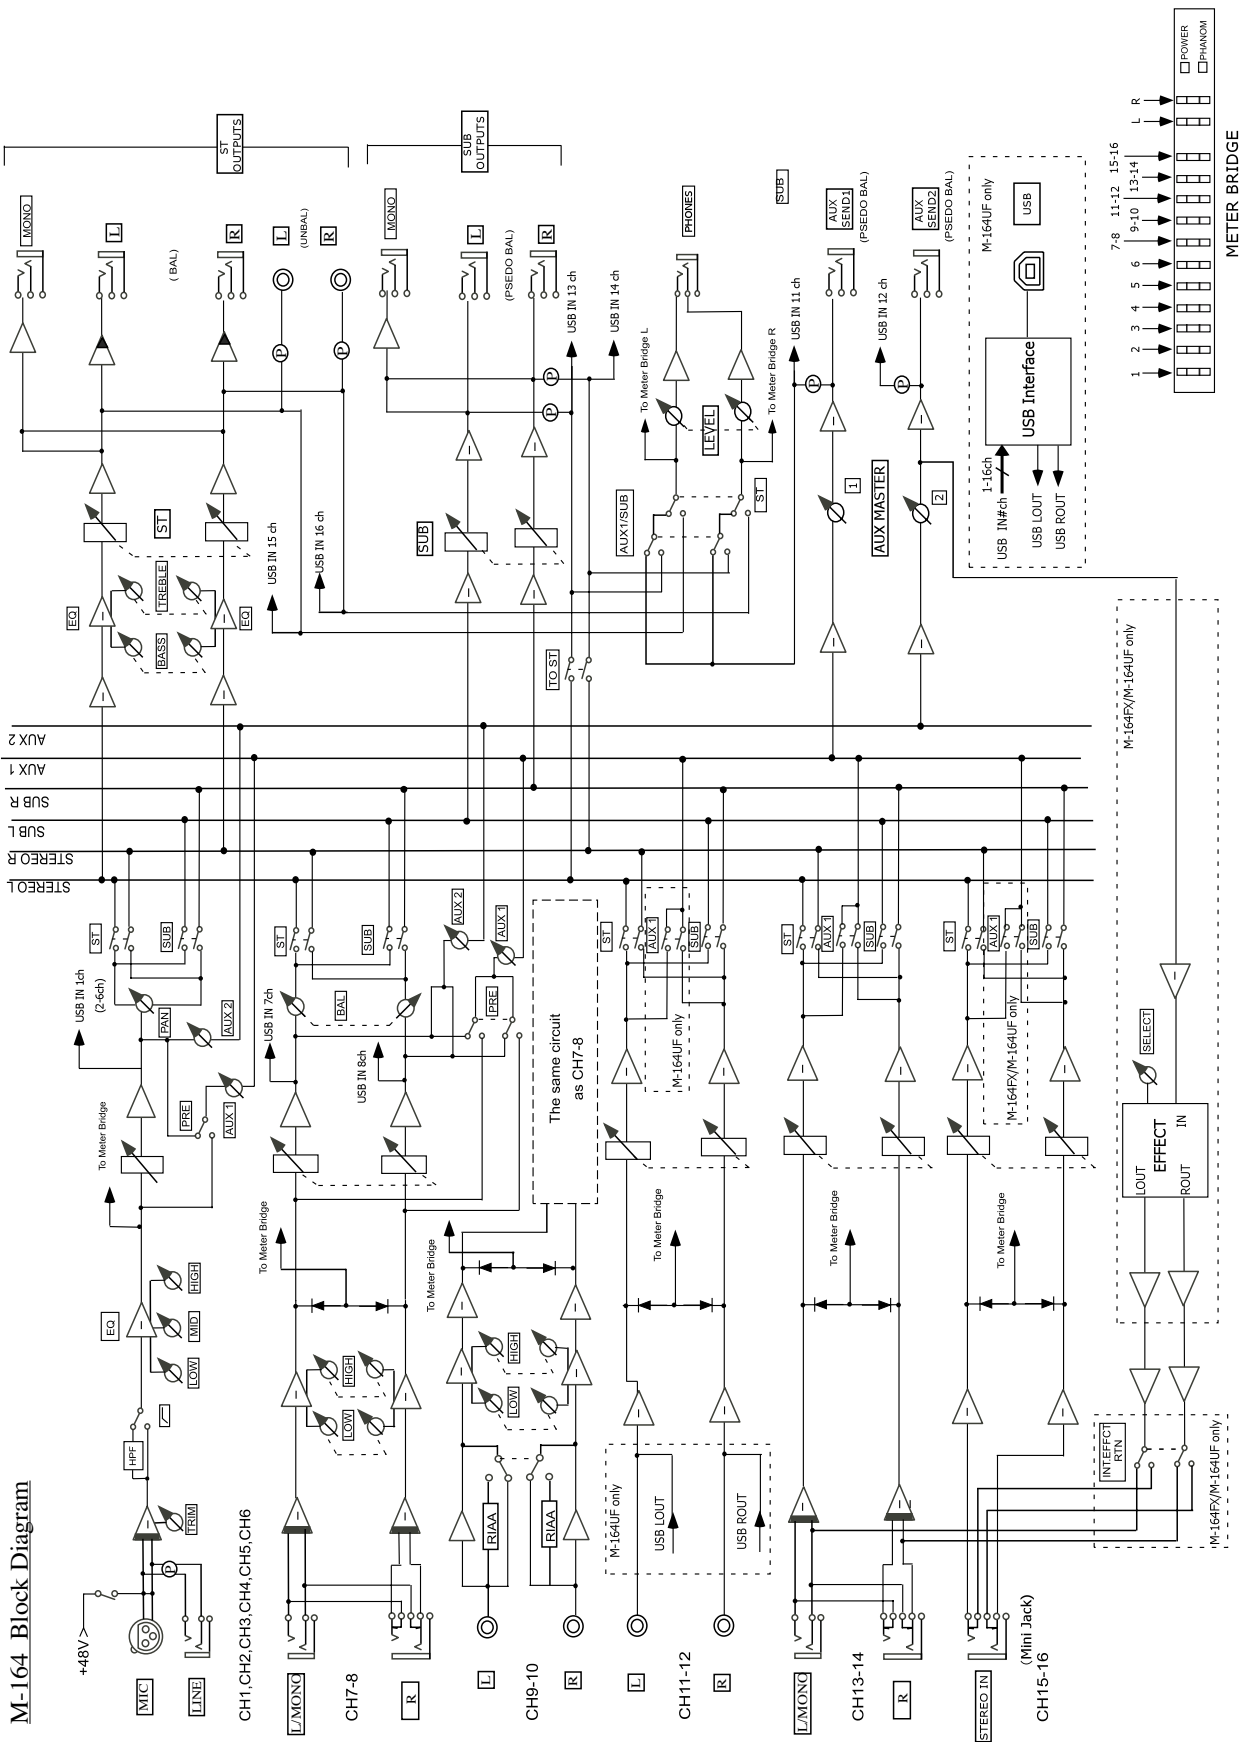 M-164 Block Diagram
+48V
MIC
LINE
P
TRIM
HPF
EQ
LOW
MID
HIGH
To Meter Bridge
PRE
AUX 1
AUX 2
USB IN 1ch
(2-6ch)
PAN
ST
SUB
CH1,CH2,CH3,CH4,CH5,CH6
L/MONO
CH7-8
R
LOW
HIGH
To Meter Bridge
USB IN 7ch
USB IN 8ch
BAL
ST
SUB
PRE
AUX 2
AUX 1
L
CH9-10
R
RIAA
RIAA
LOW
HIGH
To Meter Bridge
The same circuit
as CH7-8
L
CH11-12
R
M-164UF only
USB LOUT
USB ROUT
To Meter Bridge
M-164UF only
ST
AUX 1
SUB
L/MONO
CH13-14
R
To Meter Bridge
ST
AUX 1
SUB
STEREO IN
CH15-16
(Mini Jack)
To Meter Bridge
M-164FX/M-164UF only
ST
AUX 1
SUB
INT.EFFECT
RTN
M-164FX/M-164UF only
LOUT
ROUT
EFFECT
IN
SELECT
M-164FX/M-164UF only
STEREO L
STEREO R
SUB L
SUB R
AUX 1
AUX 2
EQ
BASS
TREBLE
EQ
ST
USB IN 15 ch
USB IN 16 ch
P
P
MONO
L
( BAL)
R
L
(UNBAL)
R
ST
OUTPUTS
TO ST
SUB
P
P
USB IN 13 ch
USB IN 14 ch
MONO
L
(PSEDO BAL)
R
SUB
OUTPUTS
AUX1/SUB
ST
To Meter Bridge L
LEVEL
To Meter Bridge R
PHONES
SUB
1
AUX MASTER
2
P
P
USB IN 11 ch
USB IN 12 ch
AUX
SEND1
(PSEDO BAL)
AUX
SEND2
(PSEDO BAL)
M-164UF only
1-16ch
USB IN#ch
USB LOUT
USB ROUT
USB Interface
USB
1
2
3
4
5
6
7-8
9-10
11-12
13-14
15-16
L
R
POWER
PHANOM
METER BRIDGE